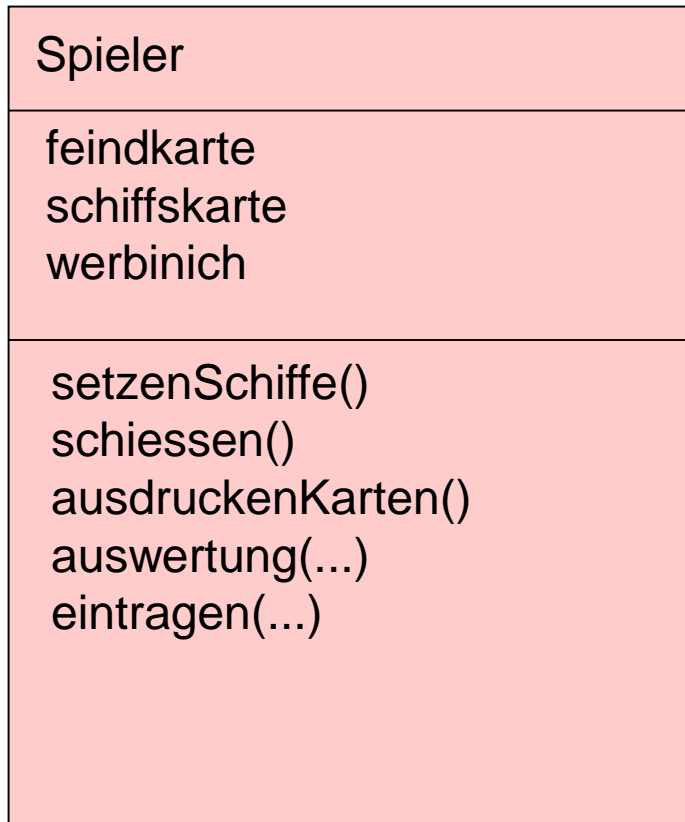 Spieler
feindkarte
schiffskarte
werbinich
setzenSchiffe()
schiessen()
ausdruckenKarten()
auswertung(...)
eintragen(...)